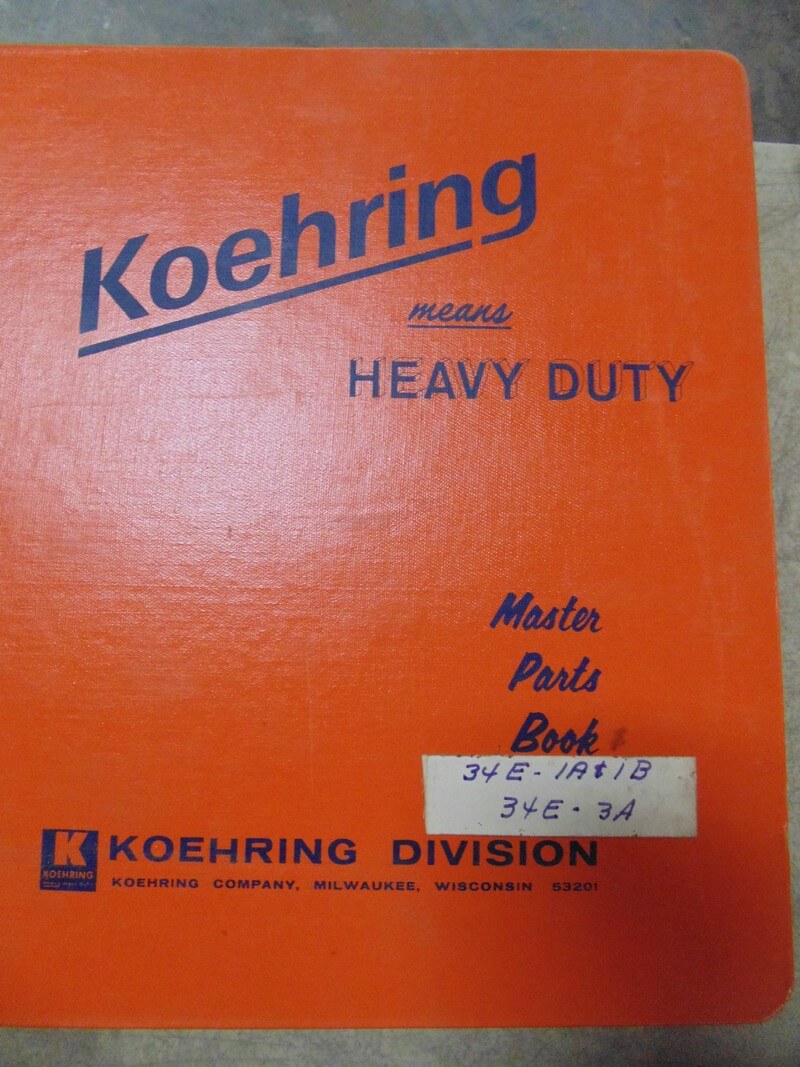 Koehring
means
HEAVY DUTY
Master
Parts
Book
34E-1A&1B
34E-3A
K
KOEHRING
KOEHRING DIVISION
KOEHRING COMPANY, MILWAUKEE, WISCONSIN 53201